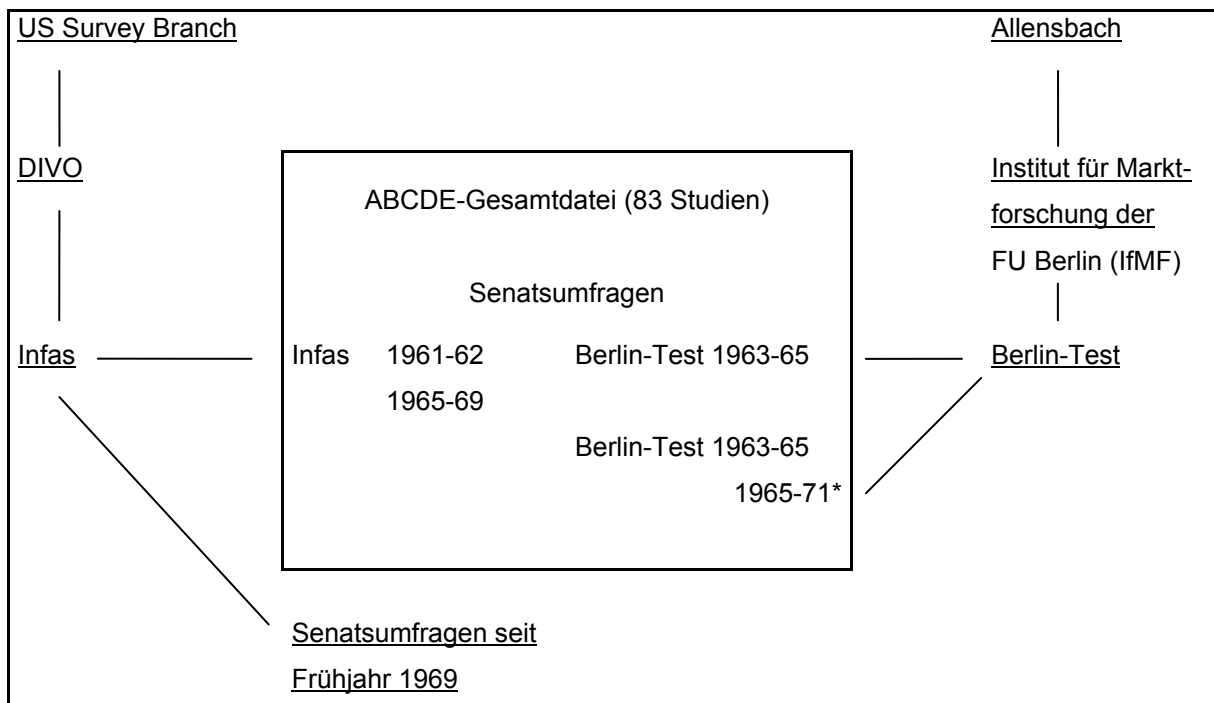 US Survey Branch
Allensbach
DIVO
Institut für Markt-
forschung der
FU Berlin (IfMF)
ABCDE-Gesamtdatei (83 Studien)
Senatsumfragen
Infas
Infas 1961-62 Berlin-Test 1963-65
Berlin-Test
1965-69
Berlin-Test 1963-65
1965-71*
Senatsumfragen seit
Frühjahr 1969